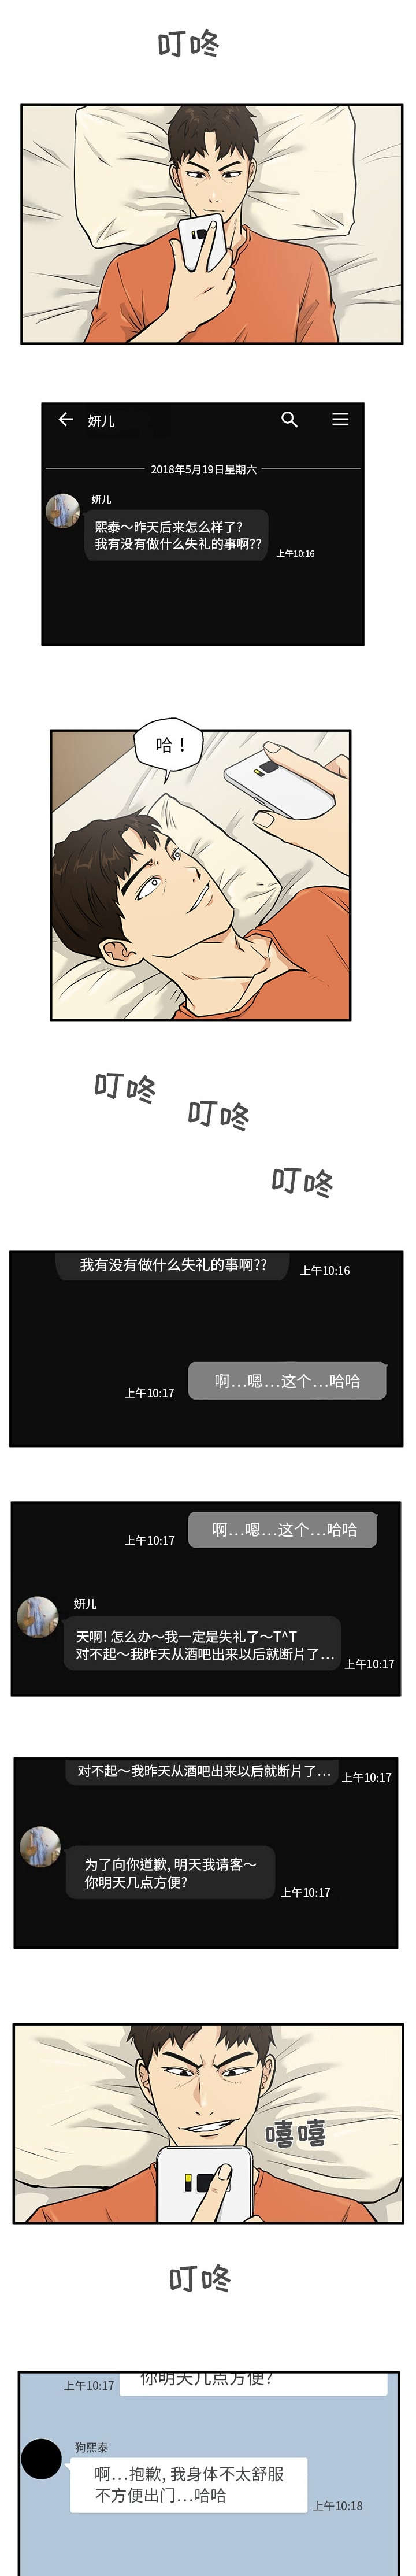 叮咚
妍儿
2018年5月19日星期六
妍儿
熙泰～昨天后来怎么样了?
我有没有做什么失礼的事啊??
上午10:16
哈！
叮咚
叮咚
叮咚
我有没有做什么失礼的事啊??
上午10:16
啊...嗯...这个...哈哈
上午10:17
啊...嗯...这个...哈哈
上午10:17
妍儿
天啊! 怎么办～我一定是失礼了～T^T
对不起～我昨天从酒吧出来以后就断片了...
上午10:17
对不起～我昨天从酒吧出来以后就断片了...
上午10:17
为了向你道歉, 明天我请客～
你明天几点方便?
上午10:17
嘻嘻
叮咚
你明天几点方便?
上午10:17
狗熙泰
啊...抱歉, 我身体不太舒服
不方便出门...哈哈
上午10:18